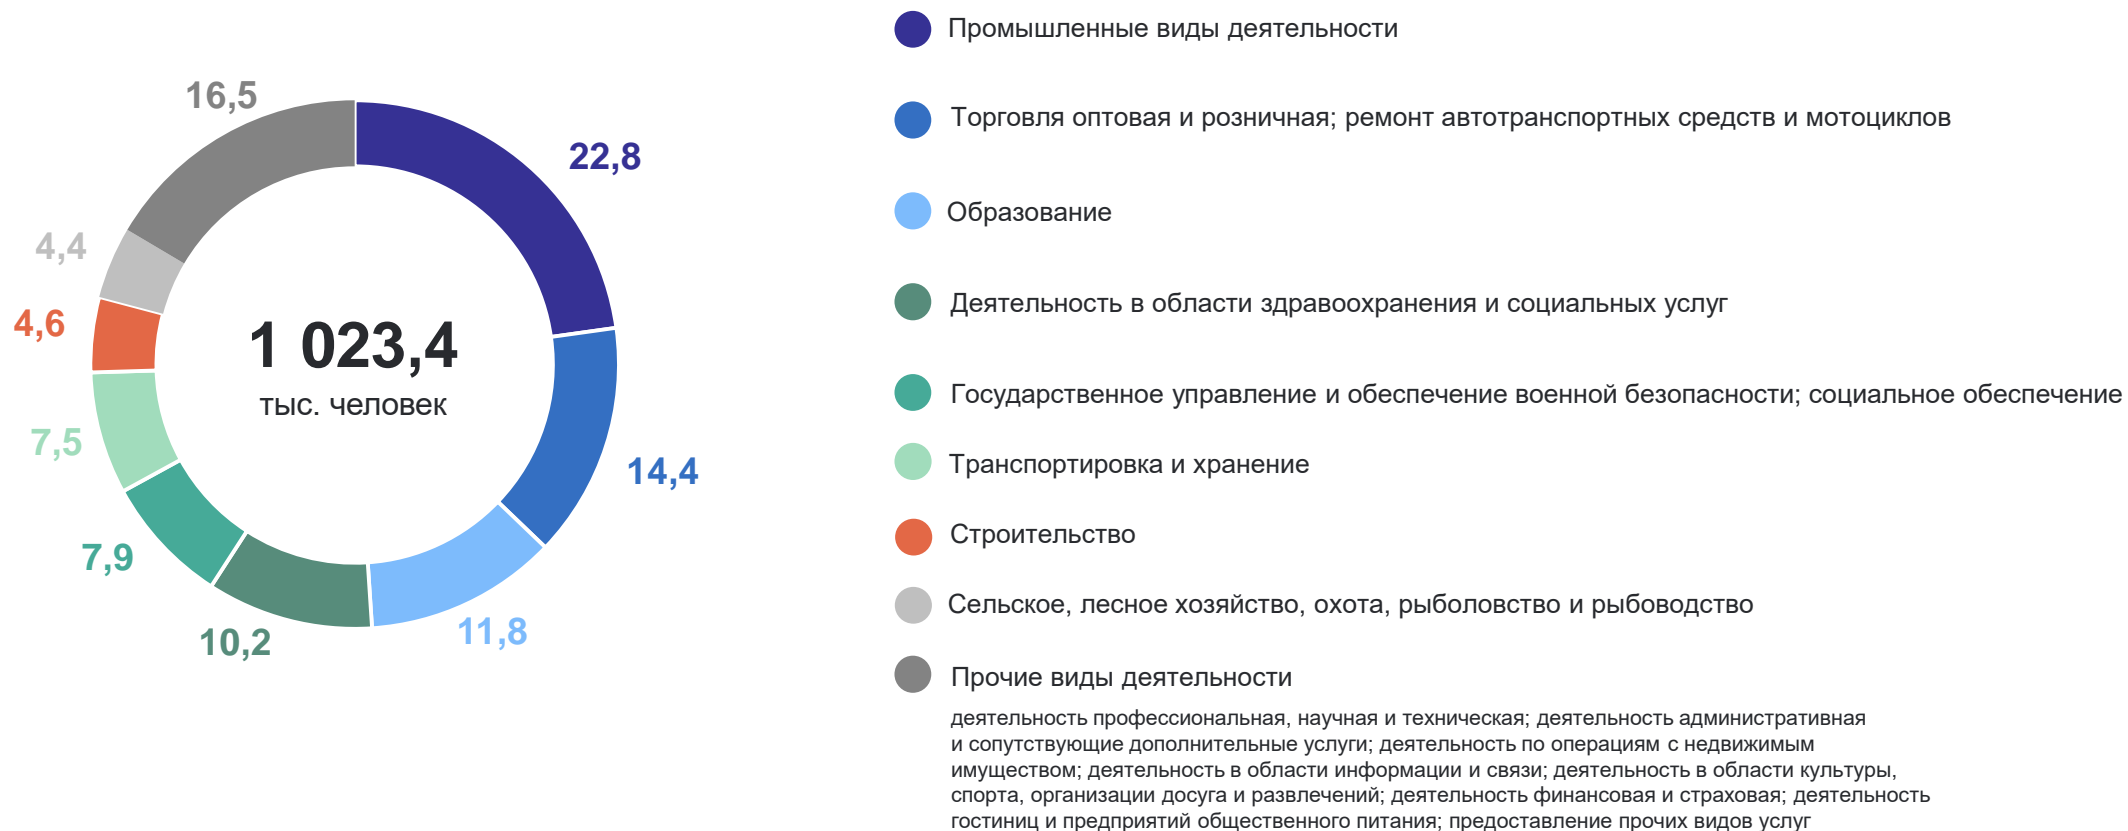 16,5
22,8
4,4
4,6
1 023,4
тыс. человек
7,5
14,4
7,9
11,8
10,2
Промышленные виды деятельности
Торговля оптовая и розничная; ремонт автотранспортных средств и мотоциклов
Образование
Деятельность в области здравоохранения и социальных услуг
Государственное управление и обеспечение военной безопасности; социальное обеспечение
Транспортировка и хранение
Строительство
Сельское, лесное хозяйство, охота, рыболовство и рыбоводство
Прочие виды деятельности
деятельность профессиональная, научная и техническая; деятельность административная
и сопутствующие дополнительные услуги; деятельность по операциям с недвижимым
имуществом; деятельность в области информации и связи; деятельность в области культуры,
спорта, организации досуга и развлечений; деятельность финансовая и страховая; деятельность
гостиниц и предприятий общественного питания; предоставление прочих видов услуг